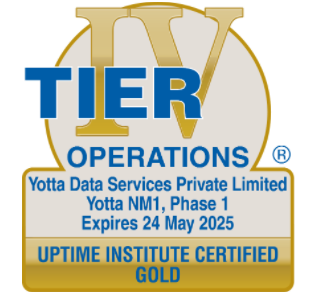 IV
TIER
OPERATIONS ®
Yotta Data Services Private Limited
Yotta NM1, Phase 1
Expires 24 May 2025
UPTIME INSTITUTE CERTIFIED
GOLD